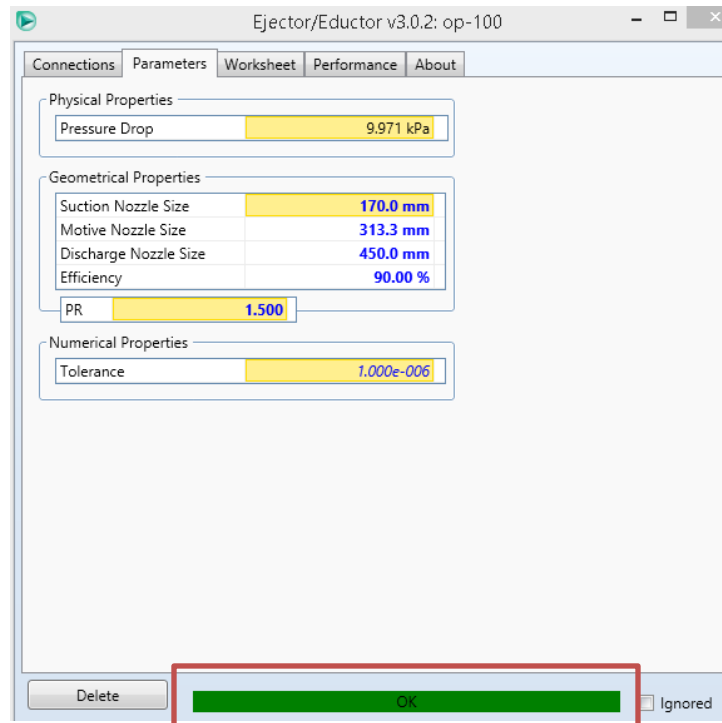 Ejector/Eductor v3.0.2: op-100
Connections Parameters Worksheet Performance About
Physical Properties
Pressure Drop 9.971 kPa
Geometrical Properties
Suction Nozzle Size 170.0 mm
Motive Nozzle Size 313.3 mm
Discharge Nozzle Size 450.0 mm
Efficiency 90.00 %
PR 1.500
Numerical Properties
Tolerance 1.000e-006
Delete OK Ignored